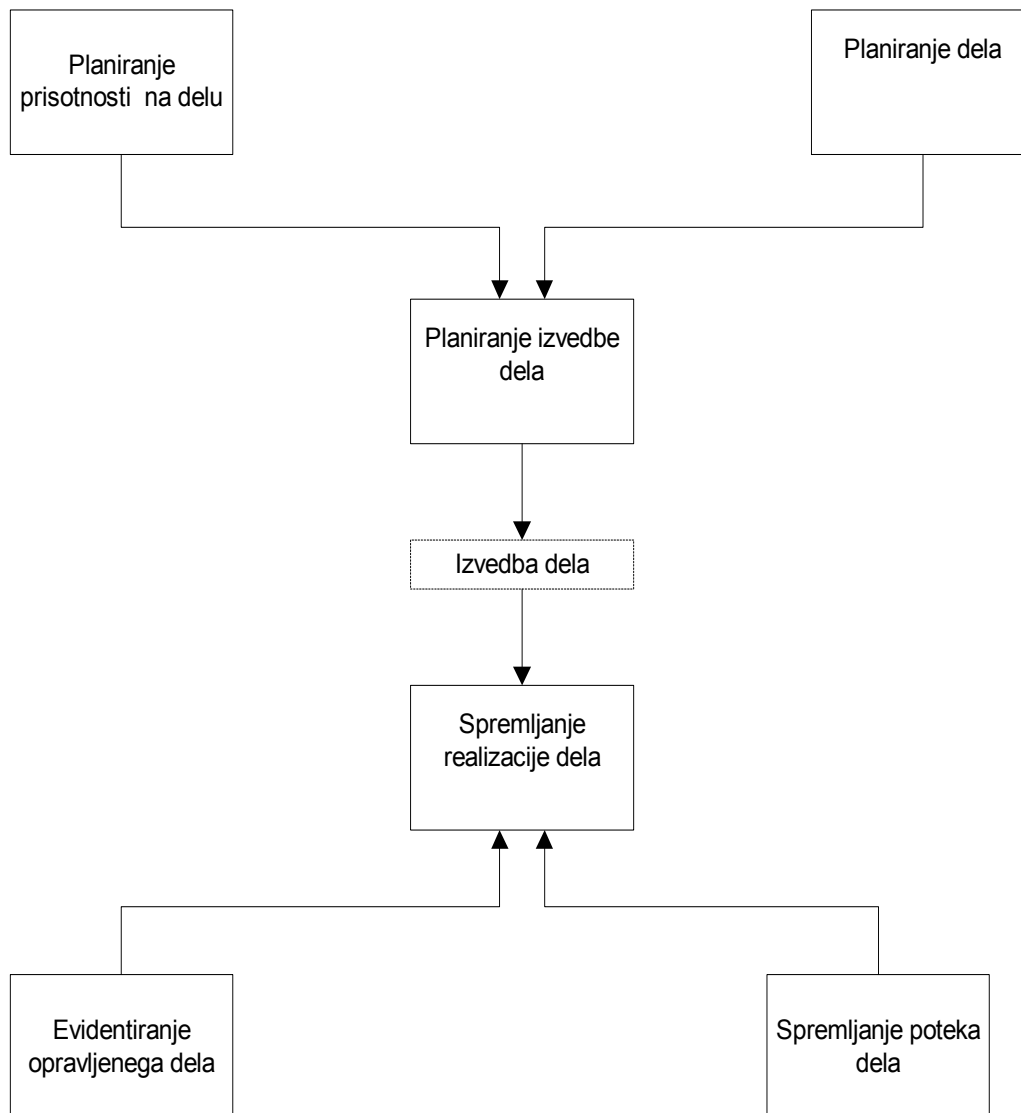 Planiranje
prisotnosti na delu
Planiranje dela
Planiranje izvedbe
dela
Izvedba dela
Spremljanje
realizacije dela
Evidentiranje
opravljenega dela
Spremljanje poteka
dela